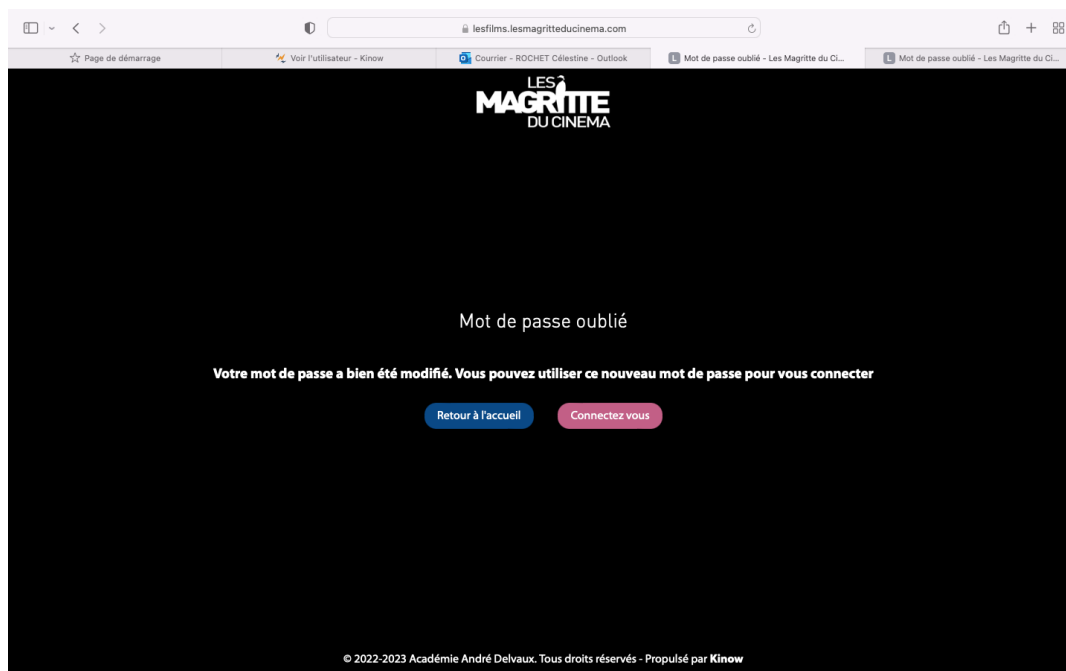 lesfilms.lesmagritteducinema.com
Page de démarrage
Voir l'utilisateur - Kinow
Courrier - ROCHET Célestine - Outlook
L Mot de passe oublié - Les Magritte du Ci...
L Mot de passe oublié - Les Magritte du Ci...
LES
MAGRITTE
DU CINEMA
Mot de passe oublié
Votre mot de passe a bien été modifié. Vous pouvez utiliser ce nouveau mot de passe pour vous connecter
Retour à l'accueil
Connectez vous
© 2022-2023 Académie André Delvaux. Tous droits réservés - Propulsé par Kinow